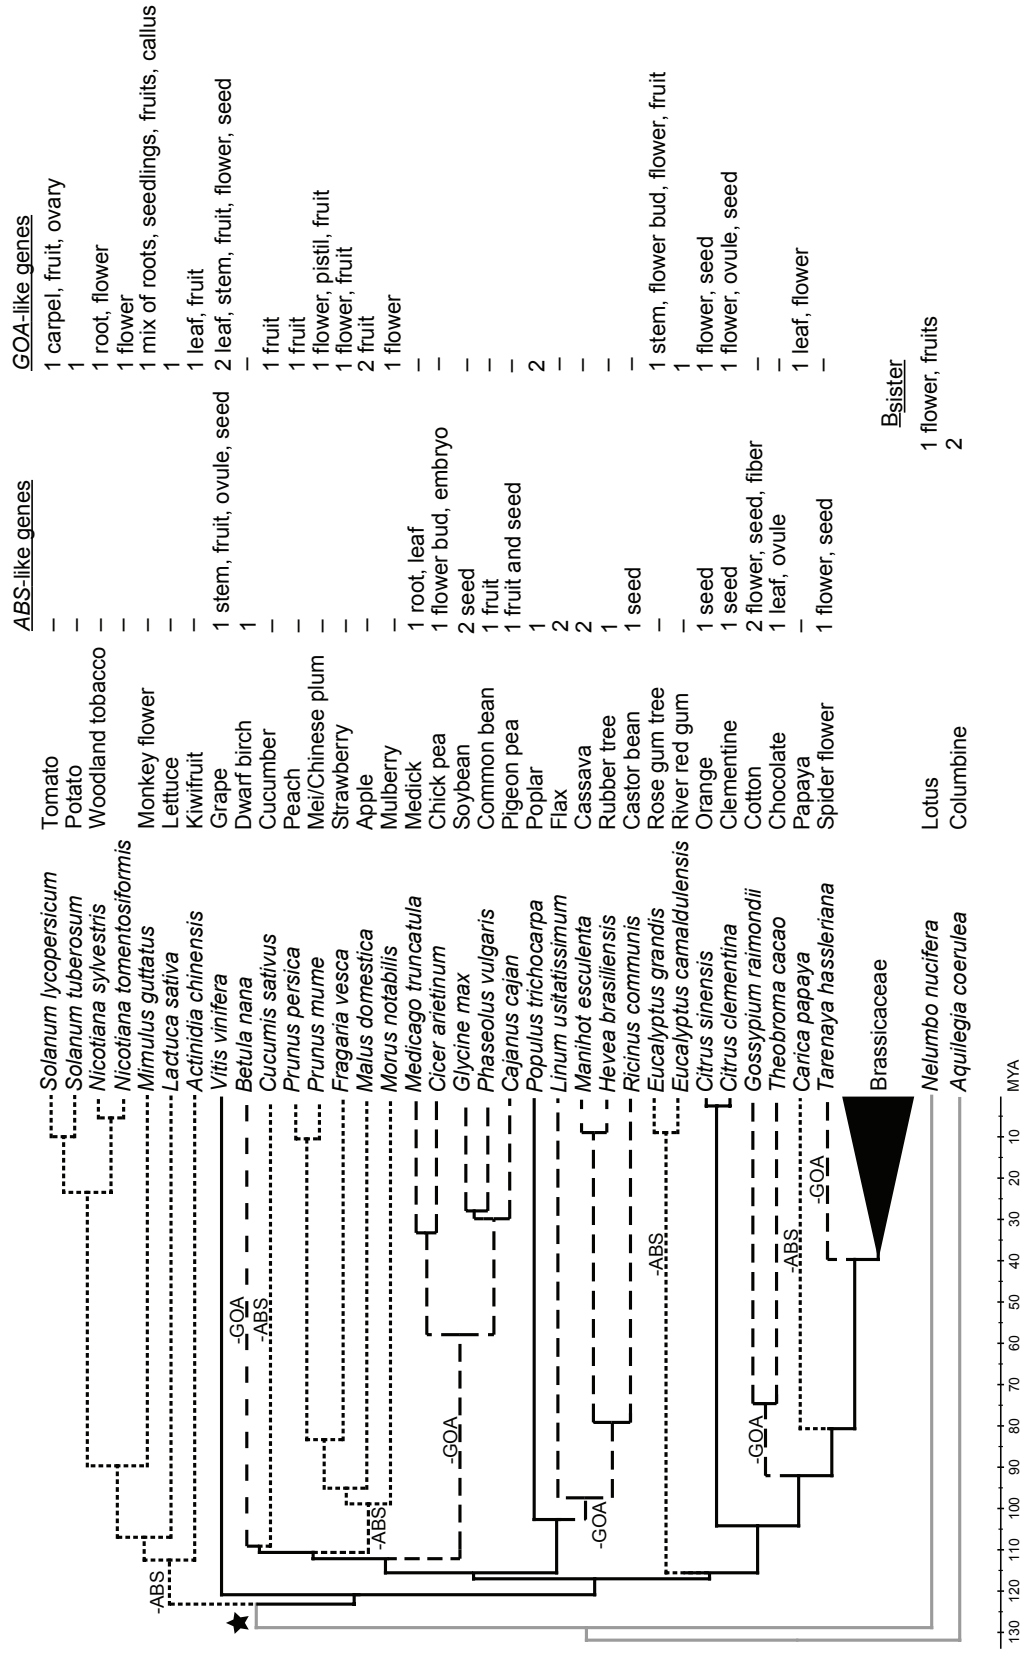 ABS-like genes GOA-like genes
Solanum lycopersicum Tomato – 1 carpel, fruit, ovary
Solanum tuberosum Potato – 1
Nicotiana sylvestris Woodland tobacco – 1 root, flower
Nicotiana tomentosiformis – 1 flower
Mimulus guttatus Monkey flower – 1 mix of roots, seedlings, fruits, callus
-ABS
Lactuca sativa Lettuce – 1
Actinidia chinensis Kiwifruit – 1 leaf, fruit
Vitis vinifera Grape 1 stem, fruit, ovule, seed 2 leaf, stem, fruit, flower, seed
-GOA
Betula nana Dwarf birch 1 –
-ABS
Cucumis sativus Cucumber – 1 fruit
Prunus persica Peach – 1 fruit
Prunus mume Mei/Chinese plum – 1 flower, pistil, fruit
Fragaria vesca Strawberry – 1 flower, fruit
Malus domestica Apple – 2 fruit
-ABS
Morus notabilis Mulberry – 1 flower
Medicago truncatula Medick 1 root, leaf –
Cicer arietinum Chick pea 1 flower bud, embryo –
-GOA
Glycine max Soybean 2 seed –
Phaseolus vulgaris Common bean 1 fruit –
Cajanus cajan Pigeon pea 1 fruit and seed –
Populus trichocarpa Poplar 1 2
Linum usitatissimum Flax 2 –
Manihot esculenta Cassava 2 –
-GOA
Hevea brasiliensis Rubber tree 1 –
Ricinus communis Castor bean 1 seed –
-ABS
Eucalyptus grandis Rose gum tree – 1 stem, flower bud, flower, fruit
Eucalyptus camaldulensis River red gum – 1
Citrus sinensis Orange 1 seed 1 flower, seed
Citrus clementina Clementine 1 seed 1 flower, ovule, seed
-GOA
Gossypium raimondii Cotton 2 flower, seed, fiber –
Theobroma cacao Chocolate 1 leaf, ovule –
-ABS
Carica papaya Papaya – 1 leaf, flower
-GOA
Tarenaya hassleriana Spider flower 1 flower, seed –
Brassicaceae
Bsister
Nelumbo nucifera Lotus 1 flower, fruits
Aquilegia coerulea Columbine 2
130 120 110 100 90 80 70 60 50 40 30 20 10 MYA